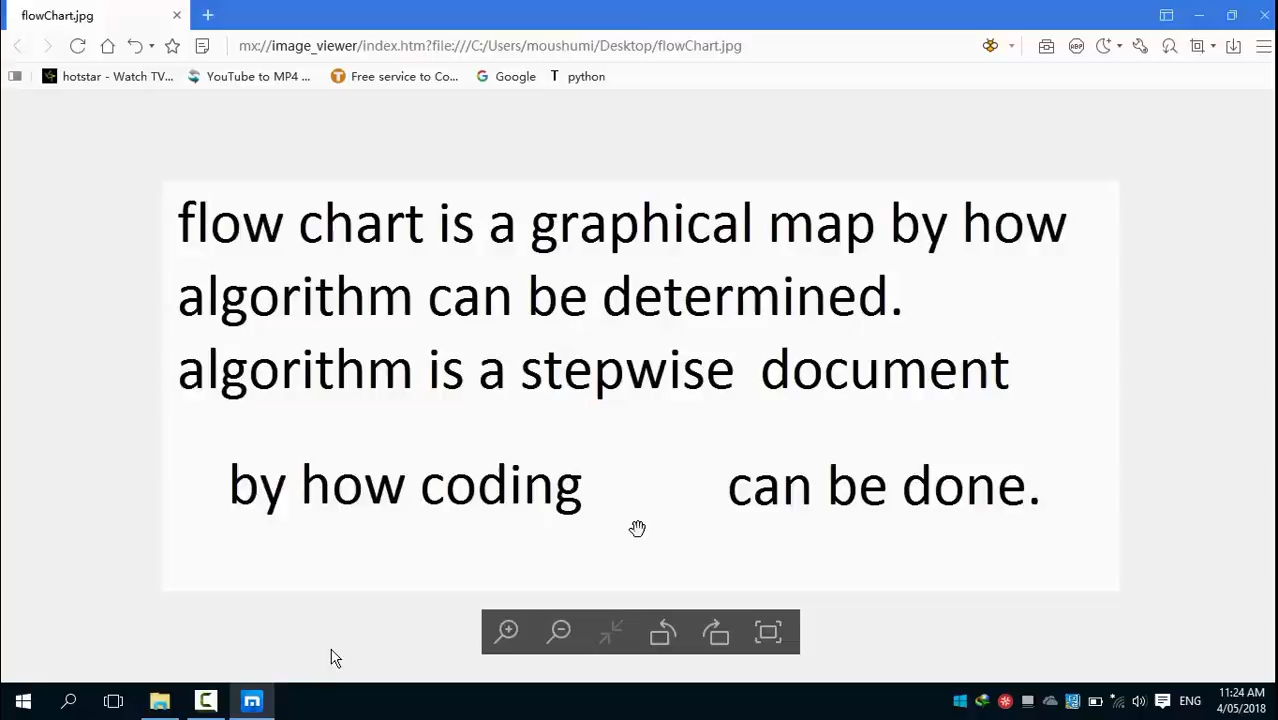 flowChart.jpg
mx://image_viewer/index.htm?file:///C:/Users/moushumi/Desktop/flowChart.jpg
hotstar - Watch TV... YouTube to MP4 ... Free service to Co... Google python
flow chart is a graphical map by how
algorithm can be determined.
algorithm is a stepwise document
by how coding can be done.
ENG
11:24 AM
4/05/2018